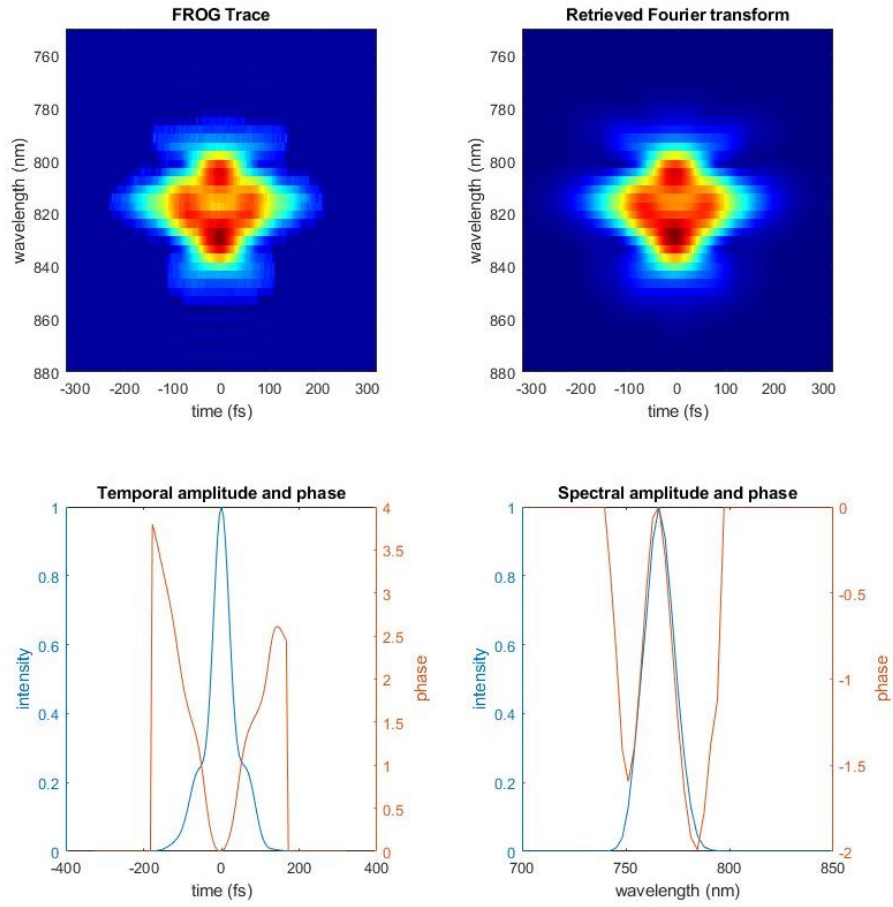 FROG Trace
Retrieved Fourier transform
760
780
800
820
840
860
880
wavelength (nm)
-300 -200 -100 0 100 200 300
time (fs)
760
780
800
820
840
860
880
wavelength (nm)
-300 -200 -100 0 100 200 300
time (fs)
Temporal amplitude and phase
1
0.8
0.6
0.4
0.2
0
intensity
4
3.5
3
2.5
2
1.5
1
0.5
0
phase
-400 -200 0 200 400
time (fs)
Spectral amplitude and phase
1
0.8
0.6
0.4
0.2
0
intensity
0
-0.5
-1
-1.5
-2
phase
700 750 800 850
wavelength (nm)